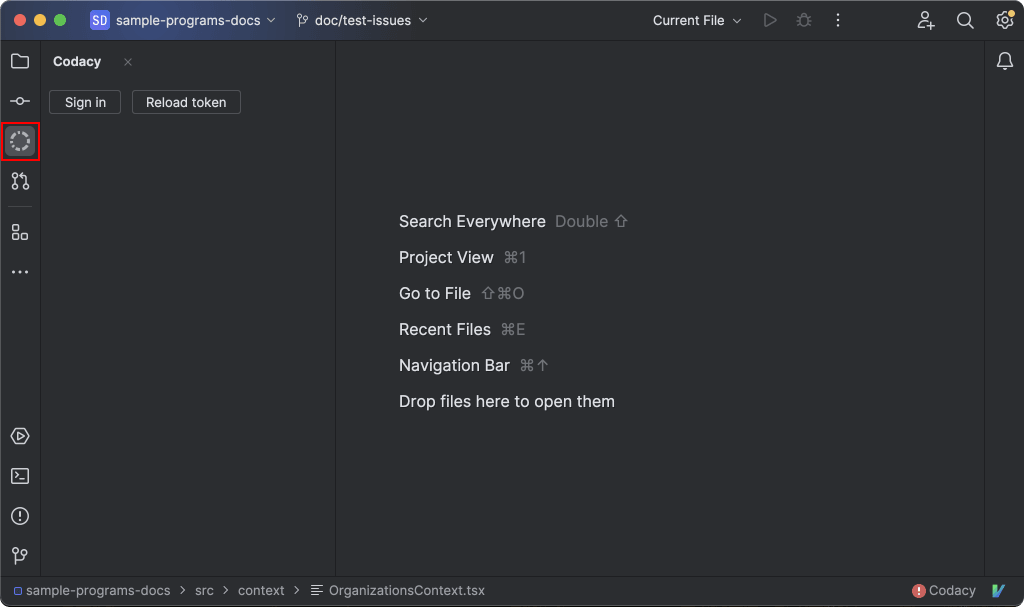 SD sample-programs-docs doc/test-issues Current File
Codacy
Sign in Reload token
Search Everywhere Double ⇧
Project View ⌘1
Go to File ⇧⌘O
Recent Files ⌘E
Navigation Bar ⌘↑
Drop files here to open them
sample-programs-docs > src > context > OrganizationsContext.tsx Codacy